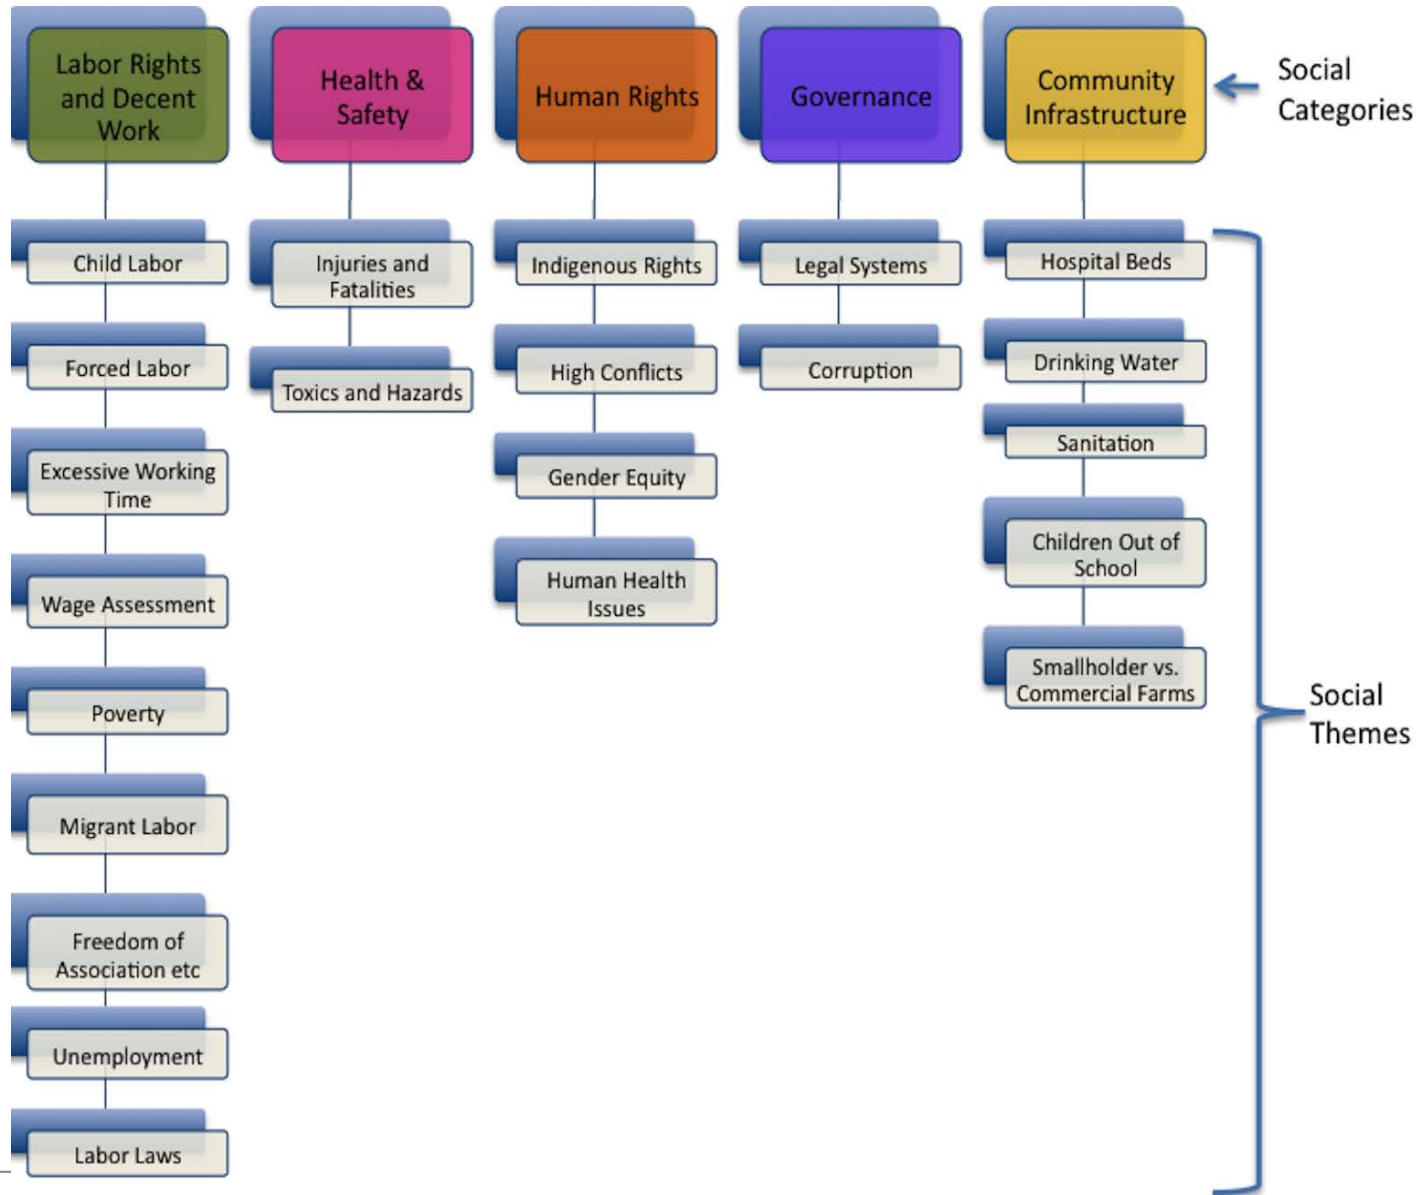 Labor Rights
and Decent
Work
Health &
Safety
Human Rights
Governance
Community
Infrastructure
Social
Categories
Child Labor
Forced Labor
Excessive Working
Time
Wage Assessment
Poverty
Migrant Labor
Freedom of
Association etc
Unemployment
Labor Laws
Injuries and
Fatalities
Toxics and Hazards
Indigenous Rights
High Conflicts
Gender Equity
Human Health
Issues
Legal Systems
Corruption
Hospital Beds
Drinking Water
Sanitation
Children Out of
School
Smallholder vs.
Commercial Farms
Social
Themes